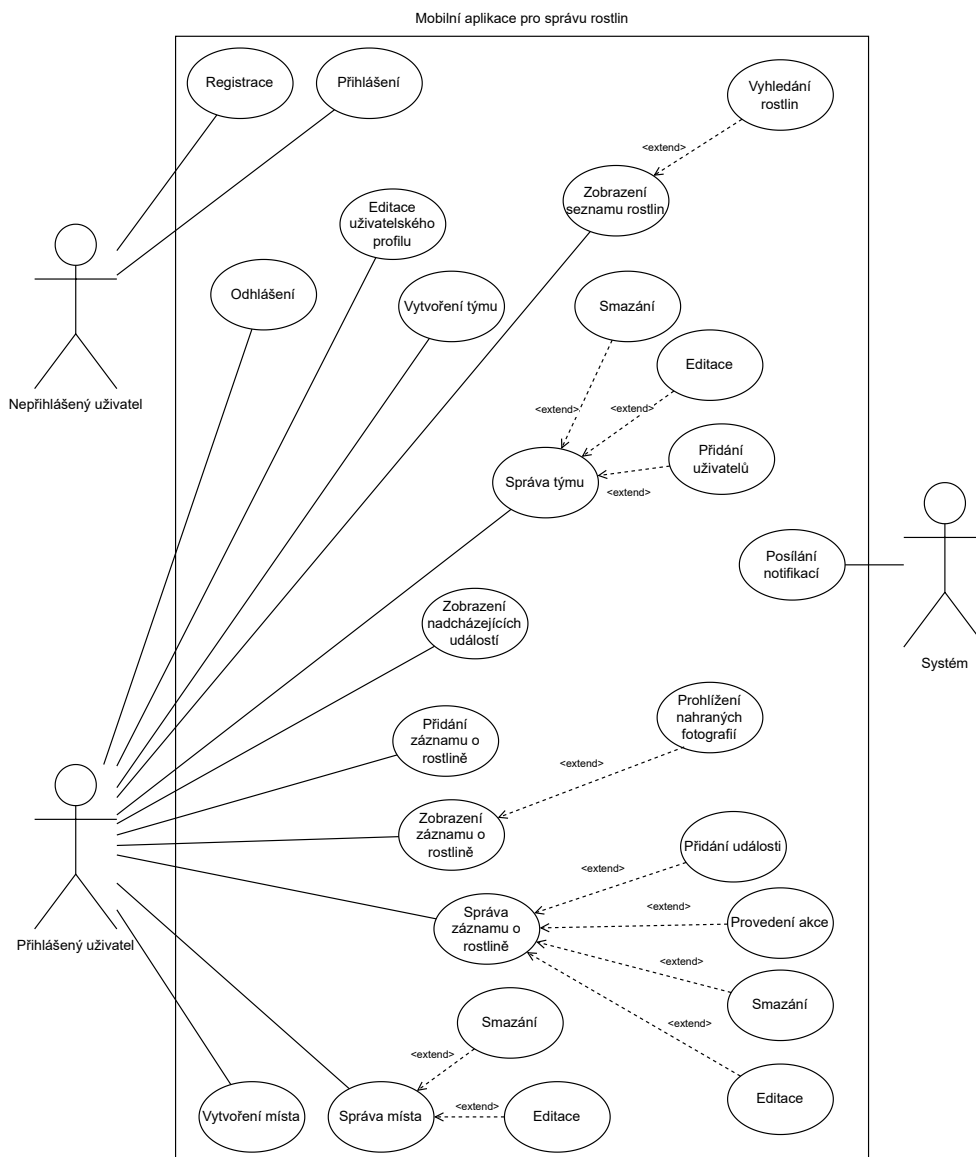 Mobilní aplikace pro správu rostlin
Registrace
Přihlášení
Vyhledání
rostlin
<extend>
Zobrazení
seznamu rostlin
Editace
uživatelského
profilu
Odhlášení
Vytvoření týmu
Smazání
Editace
<extend>
<extend>
Přidání
uživatelů
<extend>
Správa týmu
Nepřihlášený uživatel
Posílání
notifikací
Systém
Zobrazení
nadcházejících
událostí
Prohlížení
nahraných
fotografií
<extend>
Přidání
záznamu o
rostlině
Zobrazení
záznamu o
rostlině
Přidání události
<extend>
Správa
záznamu o
rostlině
<extend>
Provedení akce
<extend>
Smazání
<extend>
Editace
Přihlášený uživatel
Smazání
<extend>
Vytvoření místa
Správa místa
<extend>
Editace